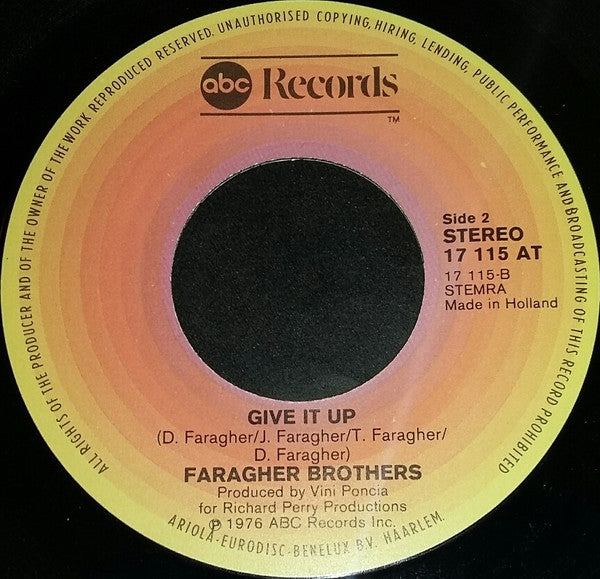 ALL RIGHTS OF THE PRODUCER AND OF THE OWNER OF THE WORK REPRODUCED RESERVED. UNAUTHORISED COPYING, HIRING, LENDING, PUBLIC PERFORMANCE AND BROADCASTING OF THIS RECORD PROHIBITED
abc Records
TM
Side 2
STEREO
17 115 AT
17 115-B
STEMRA
Made in Holland
GIVE IT UP
(D. Faragher/J. Faragher/T. Faragher/
D. Faragher)
FARAGHER BROTHERS
Produced by Vini Poncia
for Richard Perry Productions
℗ 1976 ABC Records Inc.
ARIOLA-EURODISC-BENELUX B.V. HAARLEM.